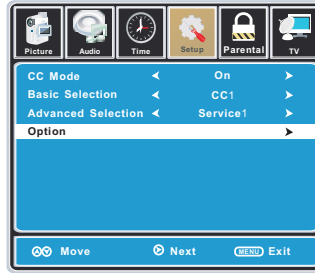 Picture Audio Time Setup Parental TV
CC Mode On
Basic Selection CC1
Advanced Selection Service1
Option
Move Next MENU Exit